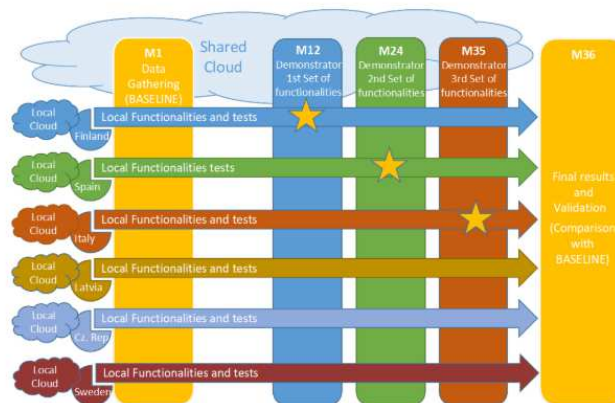 Shared
Cloud
M1
Data
Gathering
(BASELINE)
M12
Demonstrator
1st Set of
functionalities
M24
Demonstrator
2nd Set of
functionalities
M35
Demonstrator
3rd Set of
functionalities
M36
Final results
and
Validation
(Comparison
with
BASELINE)
Local
Cloud
Finland
Local Functionalities and tests
Local
Cloud
Spain
Local Functionalities tests
Local
Cloud
Italy
Local Functionalities and tests
Local
Cloud
Latvia
Local Functionalities and tests
Local
Cloud
Cz. Rep
Local Functionalities and tests
Local
Cloud
Sweden
Local Functionalities and tests